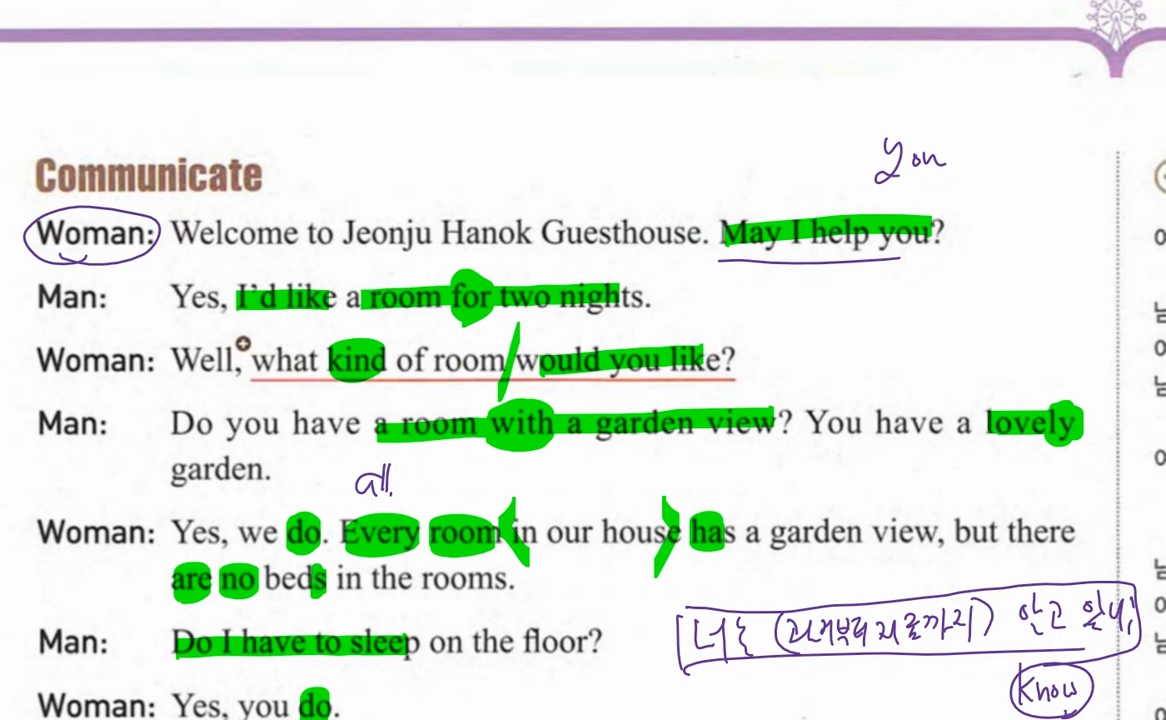 Communicate
you
Woman: Welcome to Jeonju Hanok Guesthouse. May I help you?
Man: Yes, I'd like a room for two nights.
Woman: Well, what kind of room would you like?
Man: Do you have a room with a garden view? You have a lovely
garden.
all.
Woman: Yes, we do. Every room in our house has a garden view, but there
are no beds in the rooms.
너는 (과거부터 지금까지) 안고 있니?
Man: Do I have to sleep on the floor?
Know
Woman: Yes, you do.